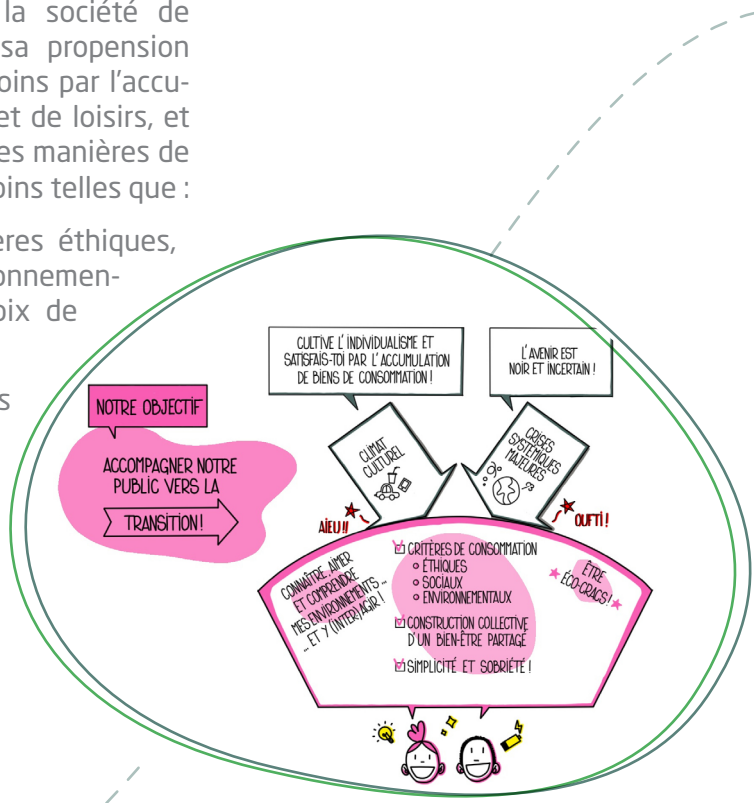 la société de
sa propension
oins par l'accu-
et de loisirs, et
es manières de
oins telles que :
ères éthiques,
onnemen-
oix de
s
CULTIVE L'INDIVIDUALISME ET
SATISFAIS-TOI PAR L'ACCUMULATION
DE BIENS DE CONSOMMATION !
L'AVENIR EST
NOIR ET INCERTAIN !
NOTRE OBJECTIF
ACCOMPAGNER NOTRE
PUBLIC VERS LA
TRANSITION !
CLIMAT
CULTUREL
CRISES
SYSTÉMIQUES
MAJEURES
AÏEU !!
OUFTI !
CONNAÎTRE, AIMER
ET COMPRENDRE
MES ENVIRONNEMENTS ...
... ET Y (INTER)AGIR !
CRITÈRES DE CONSOMMATION
ÉTHIQUES
SOCIAUX
ENVIRONNEMENTAUX
CONSTRUCTION COLLECTIVE
D'UN BIEN-ÊTRE PARTAGÉ
SIMPLICITÉ ET SOBRIÉTÉ !
ÊTRE
ÉCO-CRACS !